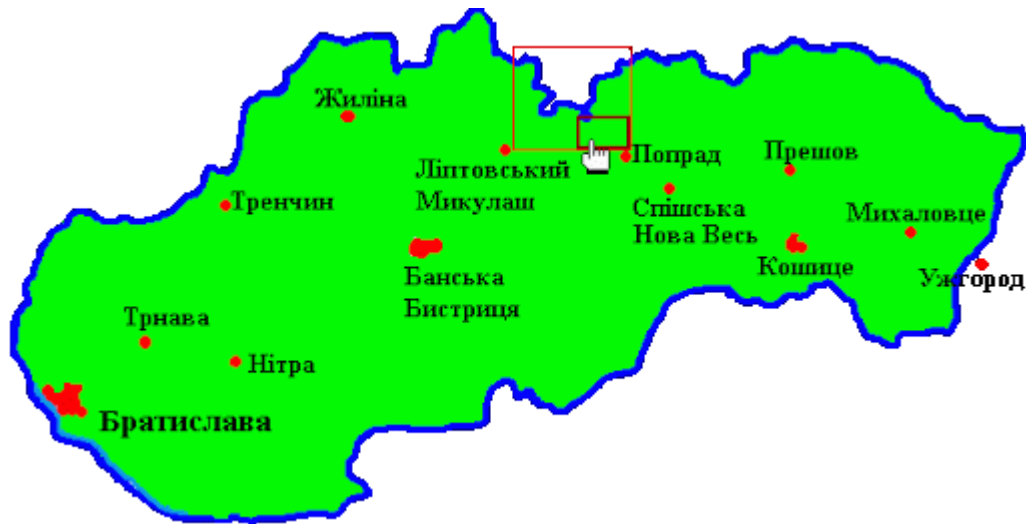 Жиліна
Ліптовський
Микулаш
Попрад
Прешов
Тренчин
Спішська
Нова Весь
Михаловце
Банська
Бистриця
Кошице
Ужгород
Трнава
Нітра
Братислава